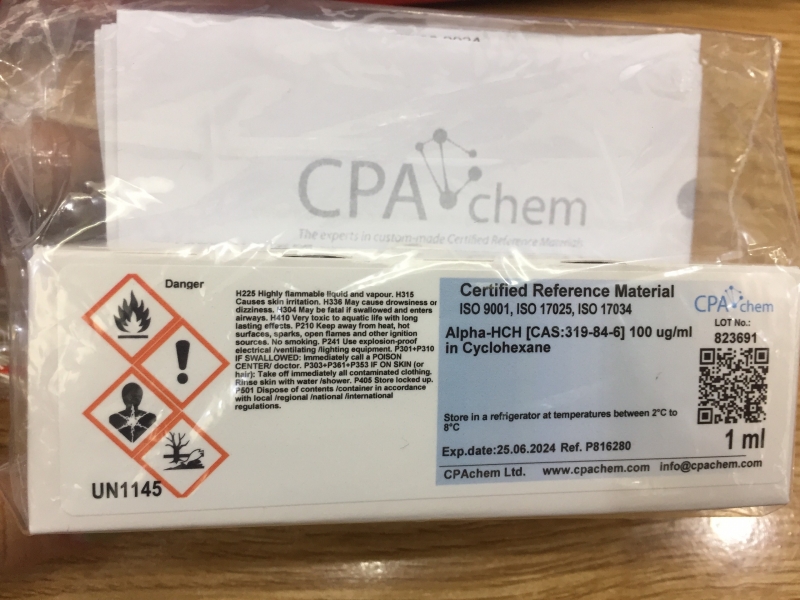 CPA chem
The experts in custom-made Certified Reference Materials
Danger
H225 Highly flammable liquid and vapour. H315
Causes skin irritation. H336 May cause drowsiness or
dizziness. H304 May be fatal if swallowed and enters
airways. H410 Very toxic to aquatic life with long
lasting effects. P210 Keep away from heat, hot
surfaces, sparks, open flames and other ignition
sources. No smoking. P241 Use explosion-proof
electrical /ventilating /lighting equipment. P301+P310
IF SWALLOWED: Immediately call a POISON
CENTER/ doctor. P303+P361+P353 IF ON SKIN (or
hair): Take off immediately all contaminated clothing.
Rinse skin with water /shower. P405 Store locked up.
P501 Dispose of contents /container in accordance
with local /regional /national /international
regulations.
UN1145
Certified Reference Material
ISO 9001, ISO 17025, ISO 17034
Alpha-HCH [CAS:319-84-6] 100 ug/ml
in Cyclohexane
Store in a refrigerator at temperatures between 2°C to
8°C
Exp.date:25.06.2024 Ref. P816280
CPAchem Ltd. www.cpachem.com info@cpachem.com
CPA chem
LOT No.:
823691
1 ml